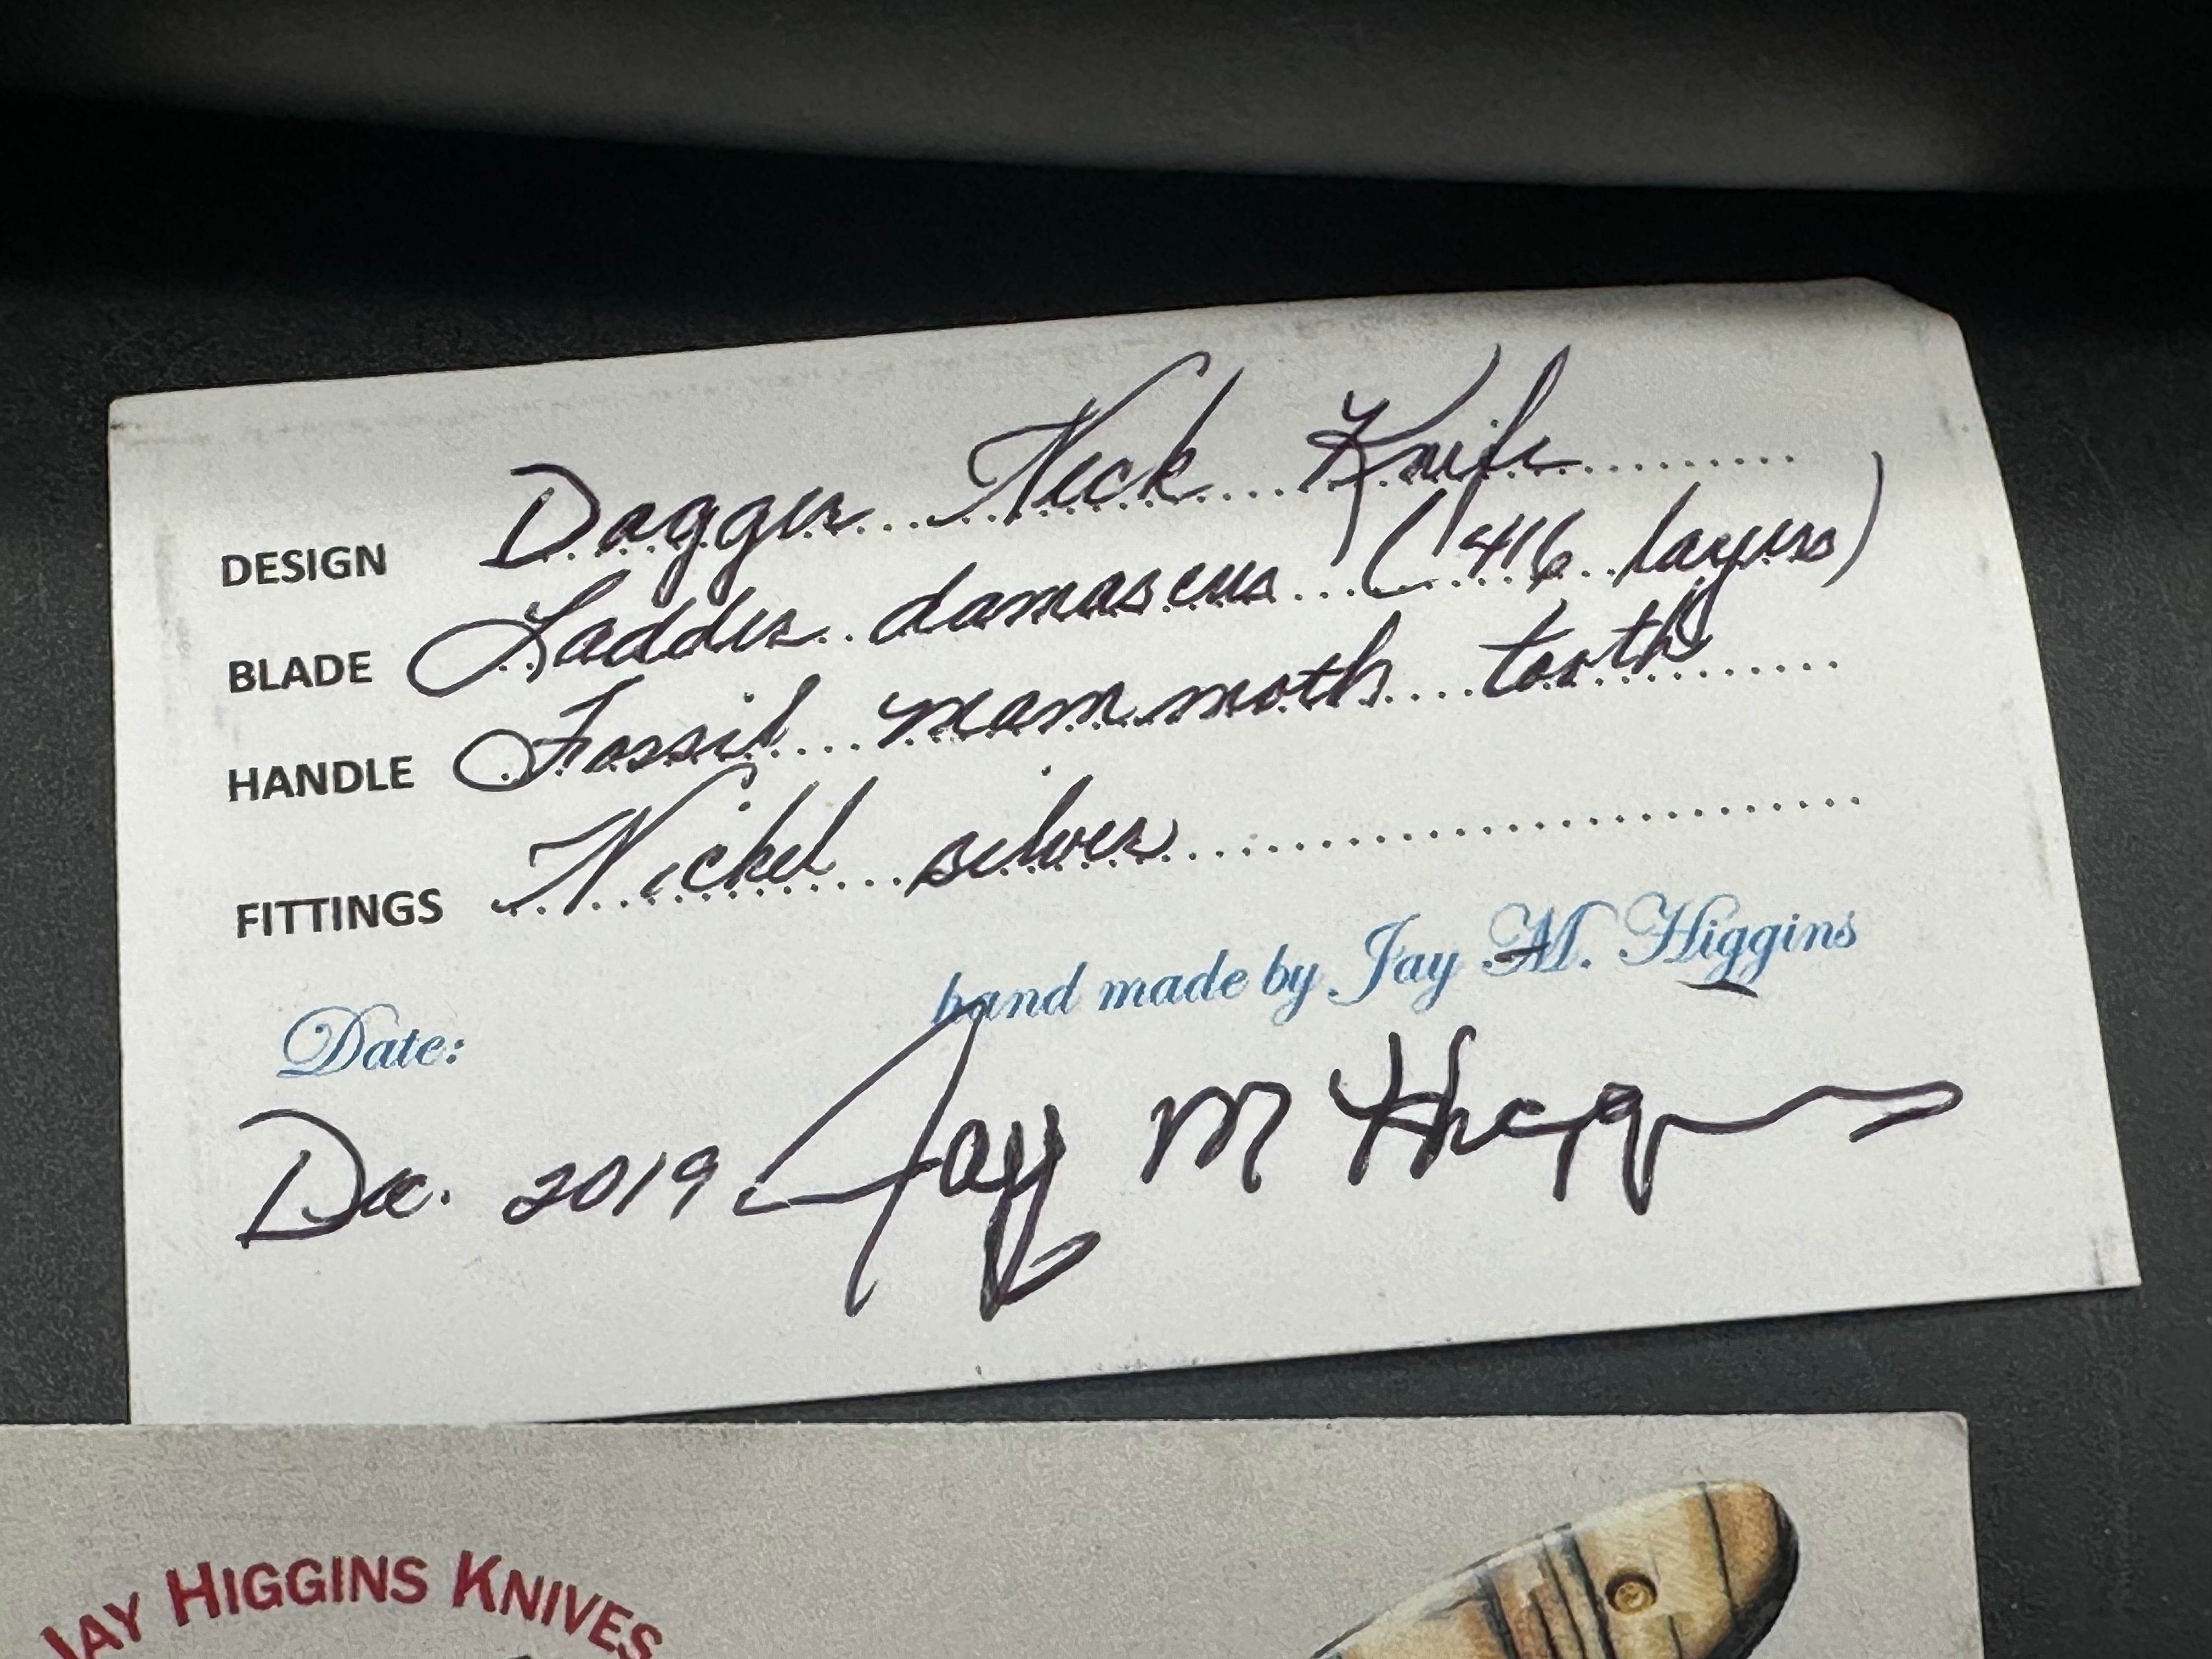 DESIGN Dagger Neck Knife
BLADE Ladder damascus (416 layers)
HANDLE Fossil mammoth tooth
FITTINGS Nickel silver
hand made by Jay M. Higgins
Date:
Dec. 2019 Jay M Higgins
JAY HIGGINS KNIVES